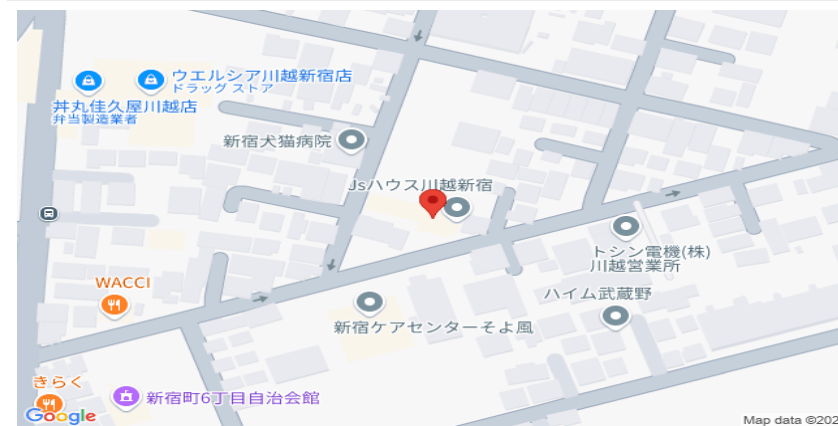 ウエルシア川越新宿店
ドラッグ ストア
丼丸佳久屋川越店
弁当製造業者
新宿犬猫病院
Jsハウス川越新宿
トシン電機(株)
川越営業所
WACCI
ハイム武蔵野
新宿ケアセンターそよ風
きらく
新宿町6丁目自治会館
Google
Map data ©202